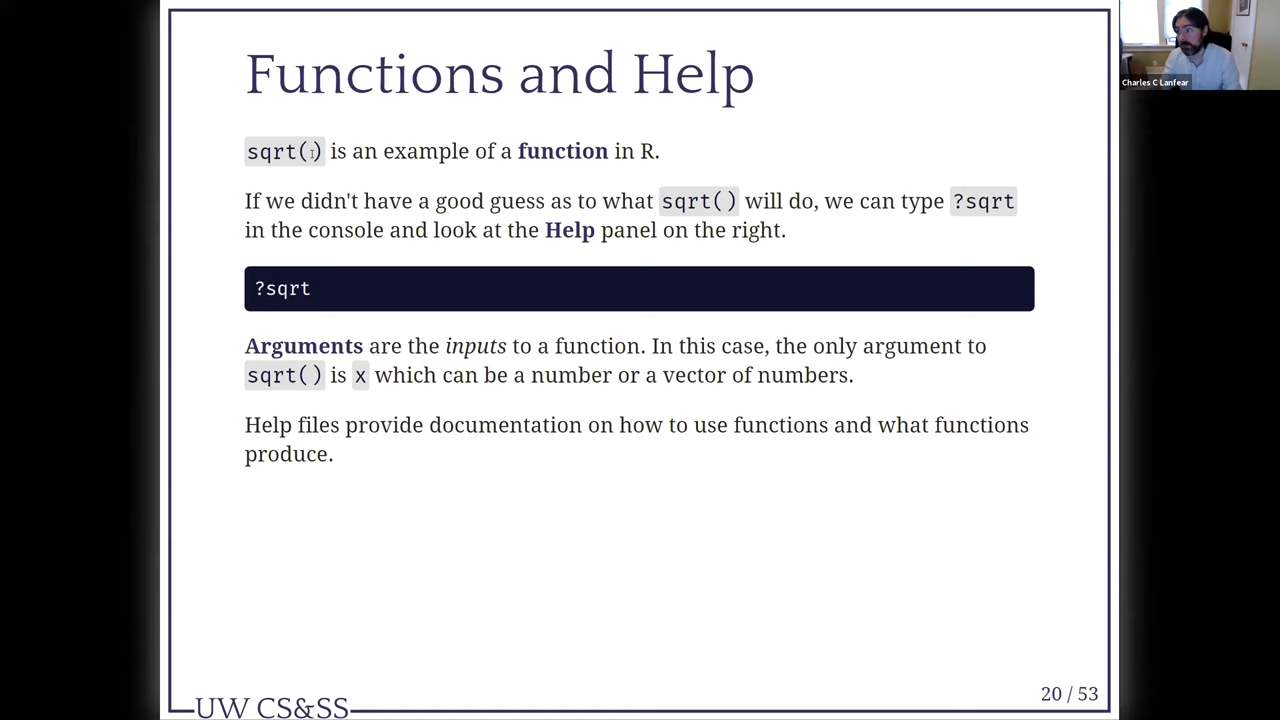 Functions and Help
Charles C Lanfear
sqrt() is an example of a function in R.
If we didn't have a good guess as to what sqrt() will do, we can type ?sqrt
in the console and look at the Help panel on the right.
?sqrt
Arguments are the inputs to a function. In this case, the only argument to
sqrt() is x which can be a number or a vector of numbers.
Help files provide documentation on how to use functions and what functions
produce.
20 / 53
UW CS&SS